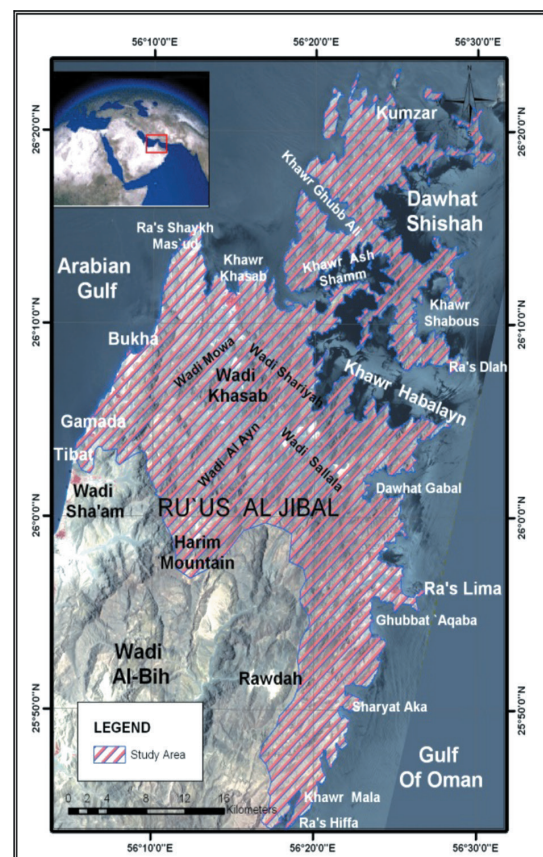 56°10'0"E
56°20'0"E
56°30'0"E
N
26°20'0"N
26°20'0"N
Kumzar
Khawr Ghubb Ali
Dawhat
Shishah
Ra's Shaykh
Mas`ud
Khawr
Khasab
Khawr Ash
Shamm
Arabian
Gulf
Khawr
Shabous
26°10'0"N
26°10'0"N
Bukha
Wadi Mowa
Wadi Shariyah
Ra's Dlah
Wadi
Khasab
Khawr Habalayn
Gamada
Tibat
Wadi Al Ayn
Wadi Sallala
Wadi
Sha'am
Dawhat Gabal
26°0'0"N
RU`US AL JIBAL
26°0'0"N
Harim
Mountain
Ra's Lima
Ghubbat `Aqaba
Wadi
Al-Bih
Rawdah
Sharyat Aka
25°50'0"N
25°50'0"N
LEGEND
Study Area
Gulf
Of Oman
0 2 4 8 12 16
Kilometers
Khawr Mala
Ra's Hiffa
56°10'0"E
56°20'0"E
56°30'0"E